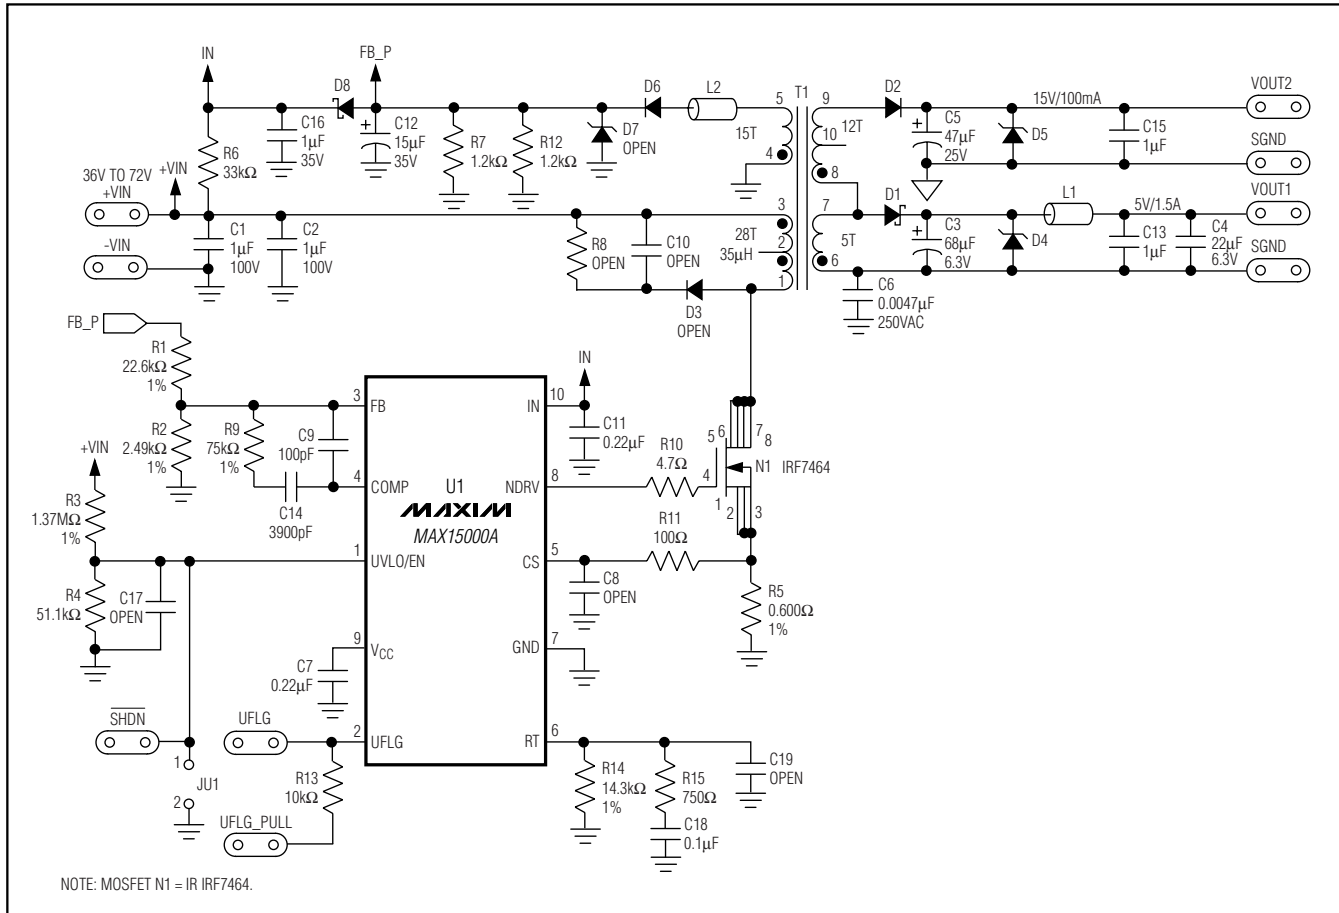 IN
FB_P
D8
C16
1µF
35V
C12
15µF
35V
R7
1.2kΩ
R12
1.2kΩ
D7
OPEN
D6
L2
T1
5
15T
4
9
10
12T
8
D2
C5
47µF
25V
15V/100mA
D5
C15
1µF
VOUT2
SGND
R6
33kΩ
36V TO 72V
+VIN
+VIN
-VIN
C1
1µF
100V
C2
1µF
100V
R8
OPEN
C10
OPEN
D3
OPEN
3
28T
2
35µH
1
7
5T
6
D1
C3
68µF
6.3V
D4
L1
5V/1.5A
C13
1µF
C4
22µF
6.3V
VOUT1
SGND
C6
0.0047µF
250VAC
FB_P
R1
22.6kΩ
1%
R2
2.49kΩ
1%
R9
75kΩ
1%
C9
100pF
C14
3900pF
+VIN
R3
1.37MΩ
1%
R4
51.1kΩ
C17
OPEN
C7
0.22µF
SHDN
1
JU1
2
UFLG
R13
10kΩ
UFLG_PULL
3
FB
4
COMP
1
UVLO/EN
9
VCC
2
UFLG
U1
MAXIM
MAX15000A
IN
10
NDRV
8
CS
5
GND
7
RT
6
IN
C11
0.22µF
R10
4.7Ω
R11
100Ω
C8
OPEN
5
6
7
8
4
N1 IRF7464
1
2
3
R5
0.600Ω
1%
R14
14.3kΩ
1%
R15
750Ω
C18
0.1µF
C19
OPEN
NOTE: MOSFET N1 = IR IRF7464.